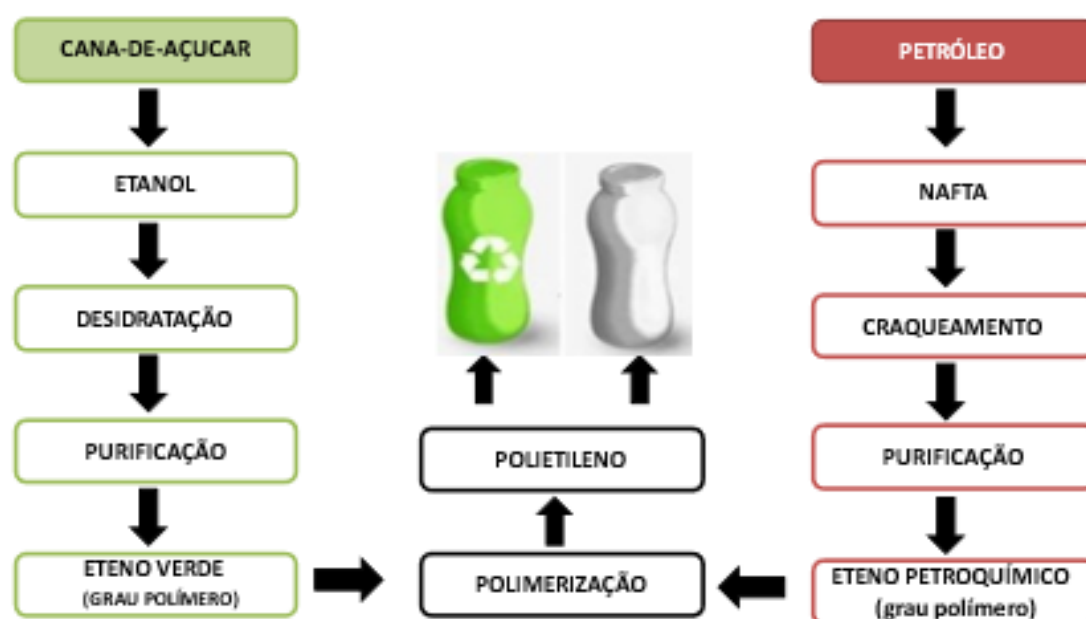 CANA-DE-AÇUCAR
ETANOL
DESIDRATAÇÃO
PURIFICAÇÃO
ETENO VERDE
(GRAU POLÍMERO)
POLIETILENO
POLIMERIZAÇÃO
PETRÓLEO
NAFTA
CRAQUEAMENTO
PURIFICAÇÃO
ETENO PETROQUÍMICO
(grau polímero)